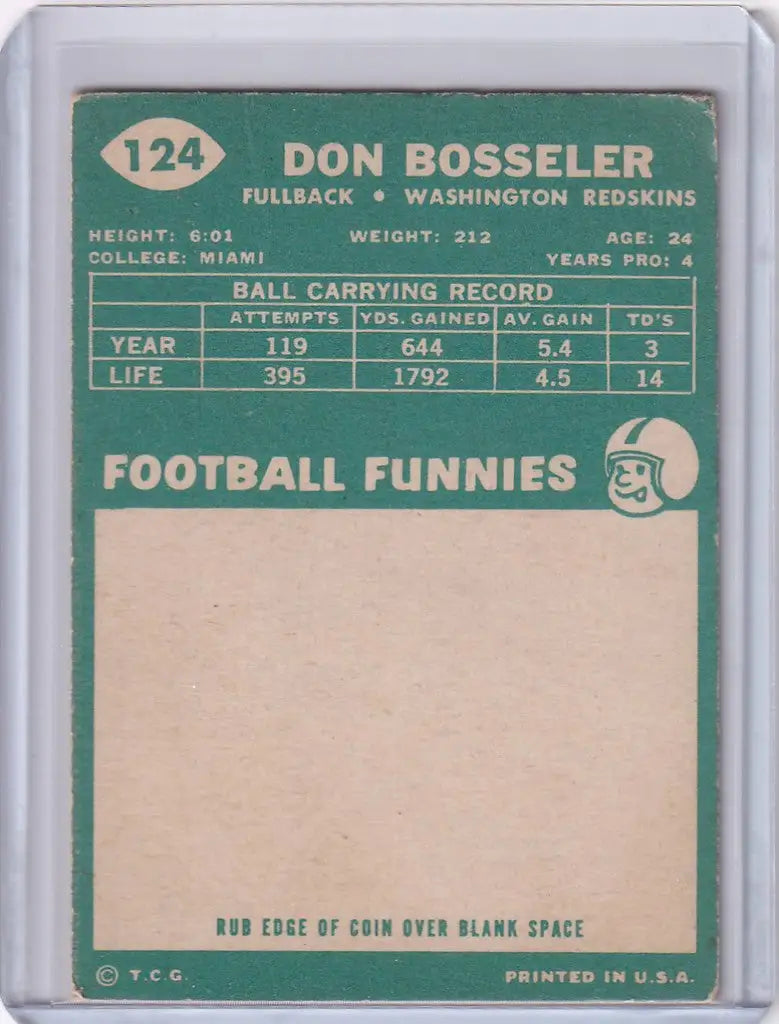 124
DON BOSSELER
FULLBACK • WASHINGTON REDSKINS
HEIGHT: 6:01 WEIGHT: 212 AGE: 24
COLLEGE: MIAMI YEARS PRO: 4
BALL CARRYING RECORD
ATTEMPTS YDS. GAINED AV. GAIN TD'S
YEAR 119 644 5.4 3
LIFE 395 1792 4.5 14
FOOTBALL FUNNIES
RUB EDGE OF COIN OVER BLANK SPACE
© T.C.G. PRINTED IN U.S.A.